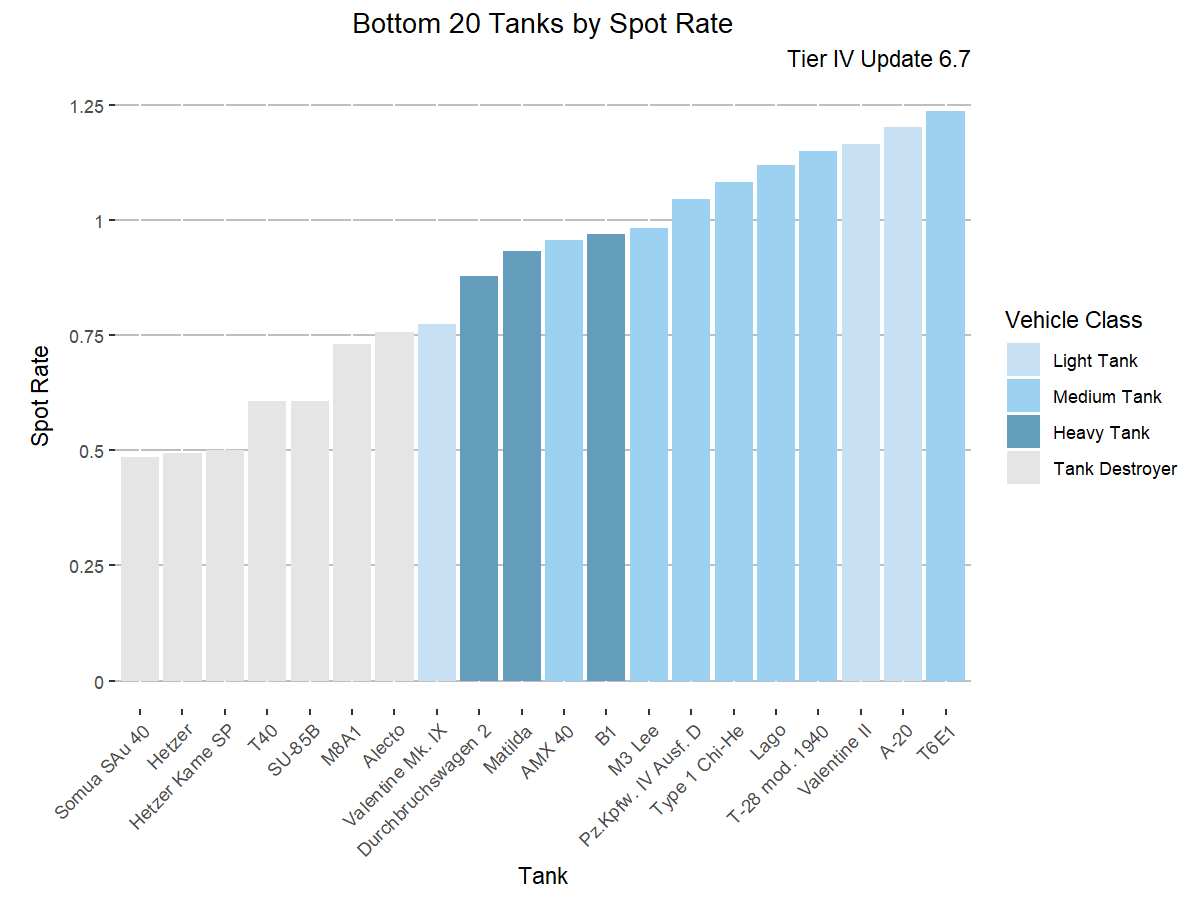 Bottom 20 Tanks by Spot Rate
Tier IV Update 6.7
1.25
1
0.75
0.5
0.25
0
Spot Rate
Somua SAu 40
Hetzer
Hetzer Kame SP
T40
SU-85B
M8A1
Alecto
Valentine Mk. IX
Durchbruchswagen 2
Matilda
AMX 40
B1
M3 Lee
Pz.Kpfw. IV Ausf. D
Type 1 Chi-He
Lago
T-28 mod. 1940
Valentine II
A-20
T6E1
Tank
Vehicle Class
Light Tank
Medium Tank
Heavy Tank
Tank Destroyer